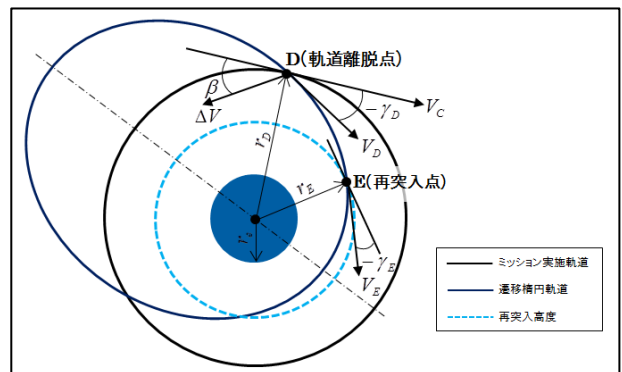 D(軌道離脱点)
β
ΔV
−γ_D
V_C
r_D
V_D
E(再突入点)
r_E
r_s
−γ_E
V_E
ミッション実施軌道
遷移楕円軌道
再突入高度